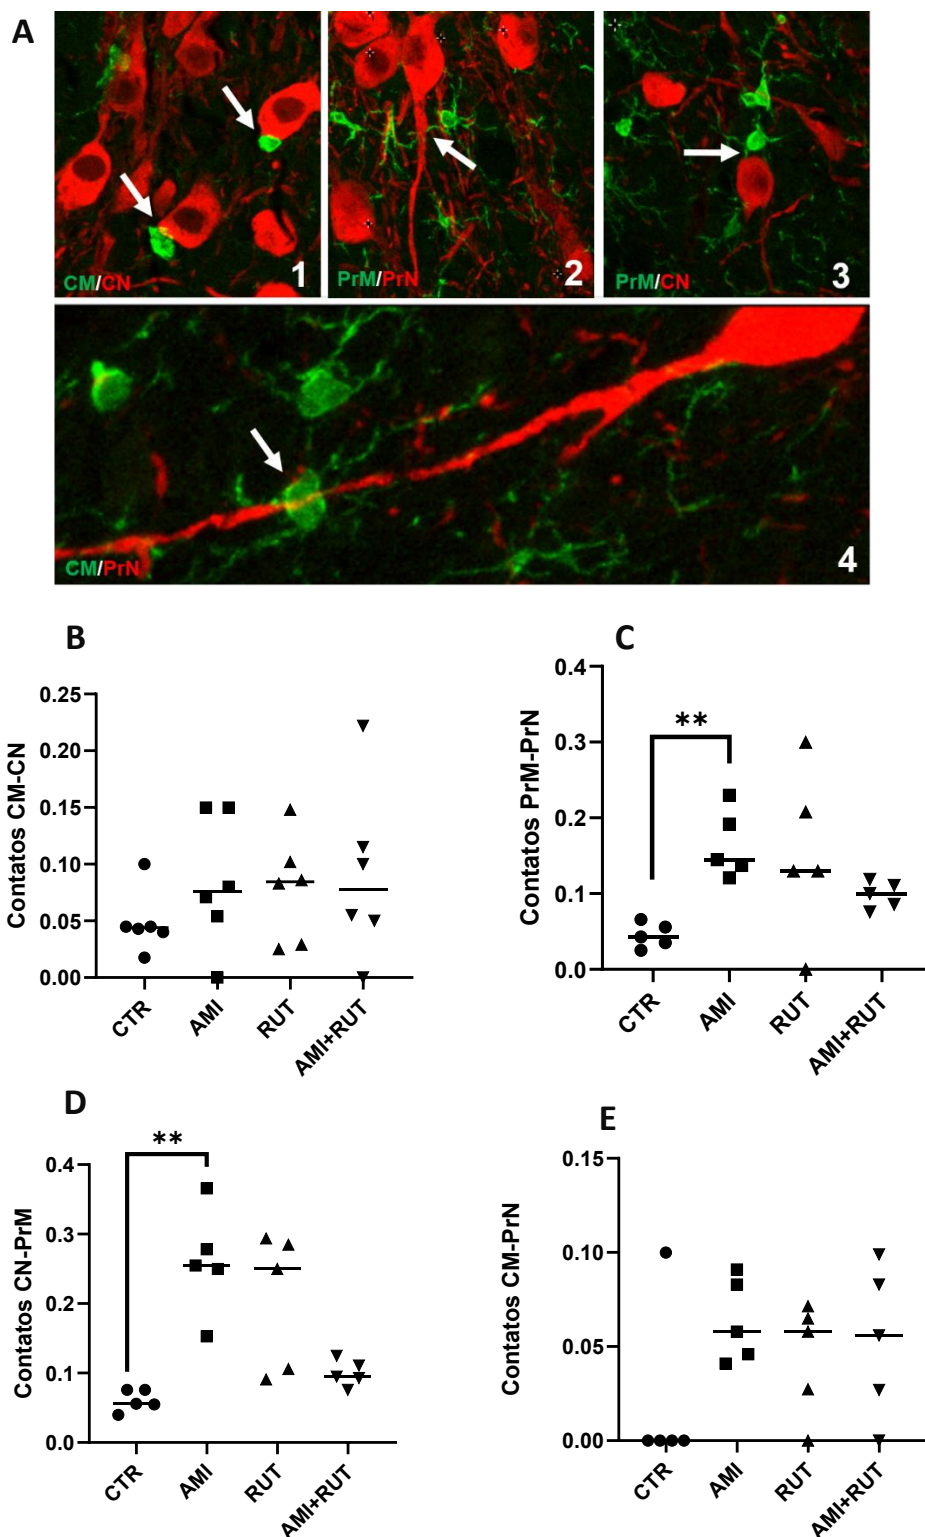 A
CM/CN
1
PrM/PrN
2
PrM/CN
3
CM/PrN
4
B
Contatos CM-CN
0.25
0.20
0.15
0.10
0.05
0.00
CTR
AMI
RUT
AMI+RUT
C
Contatos PrM-PrN
0.4
0.3
0.2
0.1
0.0
**
CTR
AMI
RUT
AMI+RUT
D
Contatos CN-PrM
0.4
0.3
0.2
0.1
0.0
**
CTR
AMI
RUT
AMI+RUT
E
Contatos CM-PrN
0.15
0.10
0.05
0.00
CTR
AMI
RUT
AMI+RUT